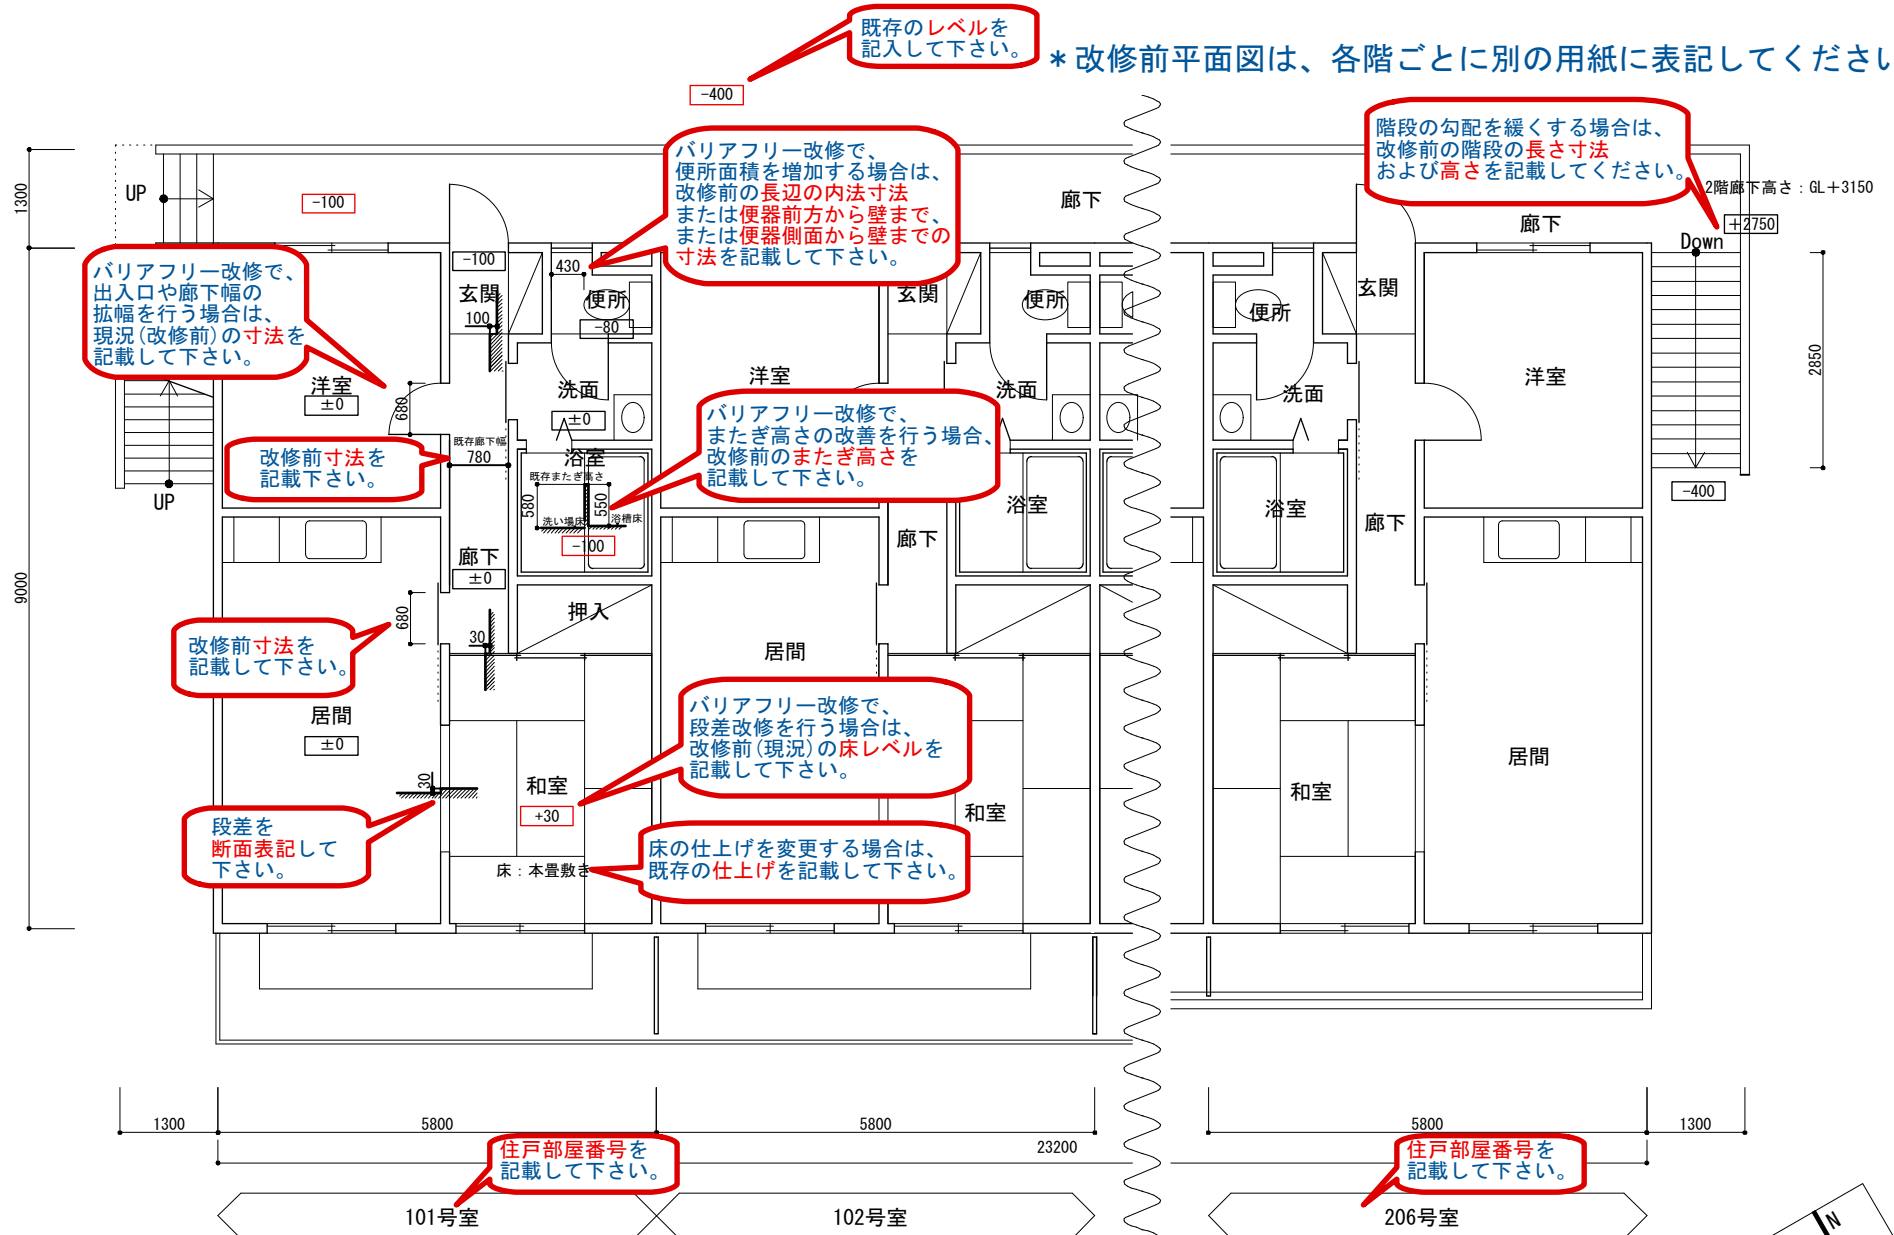 既存のレベルを
記入して下さい。
＊改修前平面図は、各階ごとに別の用紙に表記してください
-400
階段の勾配を緩くする場合は、
改修前の階段の長さ寸法
および高さを記載してください。
バリアフリー改修で、
便所面積を増加する場合は、
改修前の長辺の内法寸法
または便器前方から壁まで、
または便器側面から壁までの
寸法を記載して下さい。
UP
-100
1300
廊下
2階廊下高さ：GL＋3150
廊下
+2750
Down
バリアフリー改修で、
出入口や廊下幅の
拡幅を行う場合は、
現況(改修前)の寸法を
記載して下さい。
-100
430
玄関
便所
100
-80
玄関
便所
便所
玄関
2850
洋室
±0
680
洗面
±0
洋室
洗面
洗面
洋室
バリアフリー改修で、
またぎ高さの改善を行う場合、
改修前のまたぎ高さを
記載して下さい。
改修前寸法を
記載下さい。
既存廊下幅
780
浴室
既存またぎ高さ
580
550
洗い場床
浴槽床
-100
UP
浴室
浴室
-400
廊下
±0
廊下
廊下
9000
680
押入
改修前寸法を
記載して下さい。
30
居間
居間
±0
バリアフリー改修で、
段差改修を行う場合は、
改修前(現況)の床レベルを
記載して下さい。
居間
30
和室
+30
和室
和室
段差を
断面表記して
下さい。
床：本畳敷き
床の仕上げを変更する場合は、
既存の仕上げを記載して下さい。
1300
5800
5800
5800
1300
23200
住戸部屋番号を
記載して下さい。
住戸部屋番号を
記載して下さい。
101号室
102号室
206号室
N